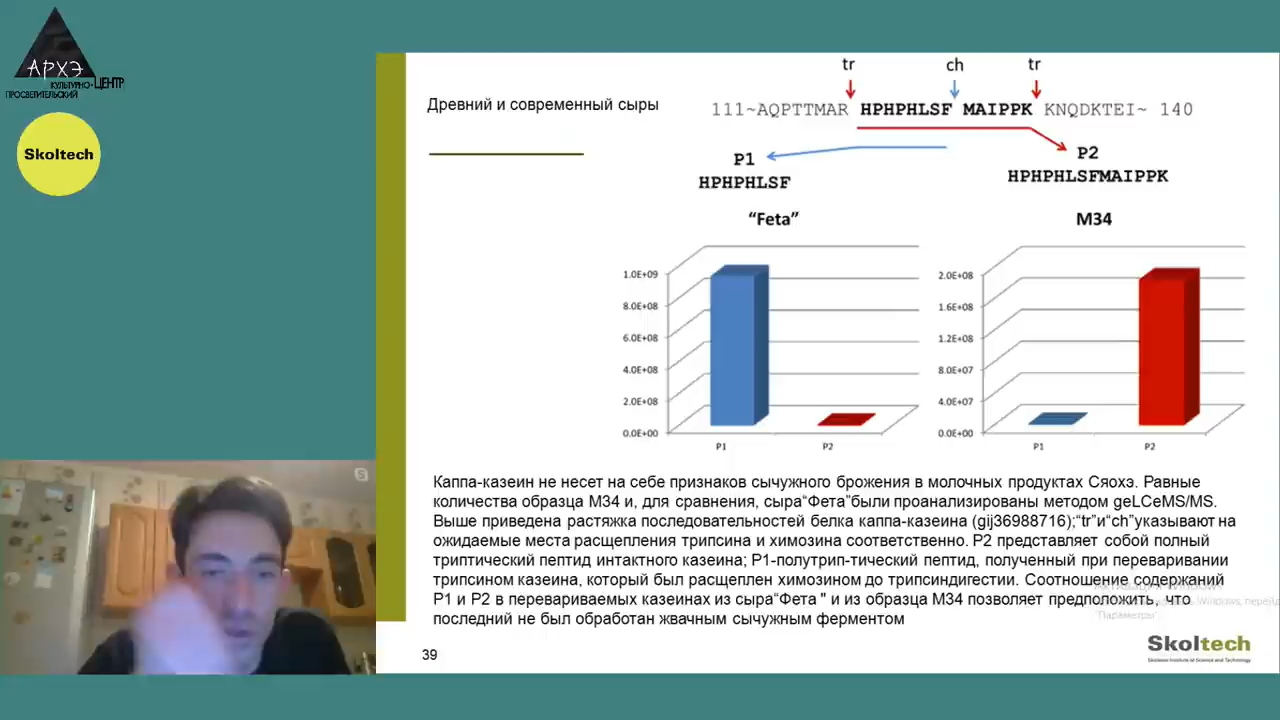 АРХЭ
КУЛЬТУРНО-ЦЕНТР
ПРОСВЕТИТЕЛЬСКИЙ
Skoltech
Древний и современный сыры
tr ch tr
111~AQPTTMAR HPHPHLSF MAIPPK KNQDKTEI~ 140
P1
HPHPHLSF
P2
HPHPHLSFMAIPPK
“Feta”
1.0E+09
8.0E+08
6.0E+08
4.0E+08
2.0E+08
0.0E+00
P1 P2
M34
2.0E+08
1.6E+08
1.2E+08
8.0E+07
4.0E+07
0.0E+00
P1 P2
Каппа-казеин не несет на себе признаков сычужного брожения в молочных продуктах Сяохэ. Равные
количества образца М34 и, для сравнения, сыра“Фета”были проанализированы методом geLCeMS/MS.
Выше приведена растяжка последовательностей белка каппа-казеина (gij36988716);“tr”и“ch”указывают на
ожидаемые места расщепления трипсина и химозина соответственно. P2 представляет собой полный
триптический пептид интактного казеина; P1-полутрип-тический пептид, полученный при переваривании
трипсином казеина, который был расщеплен химозином до трипсиндигестии. Соотношение содержаний
P1 и P2 в перевариваемых казеинах из сыра“Фета " и из образца М34 позволяет предположить, что
последний не был обработан жвачным сычужным ферментом
"Параметры".
39
Skoltech
Skolkovo Institute of Science and Technology